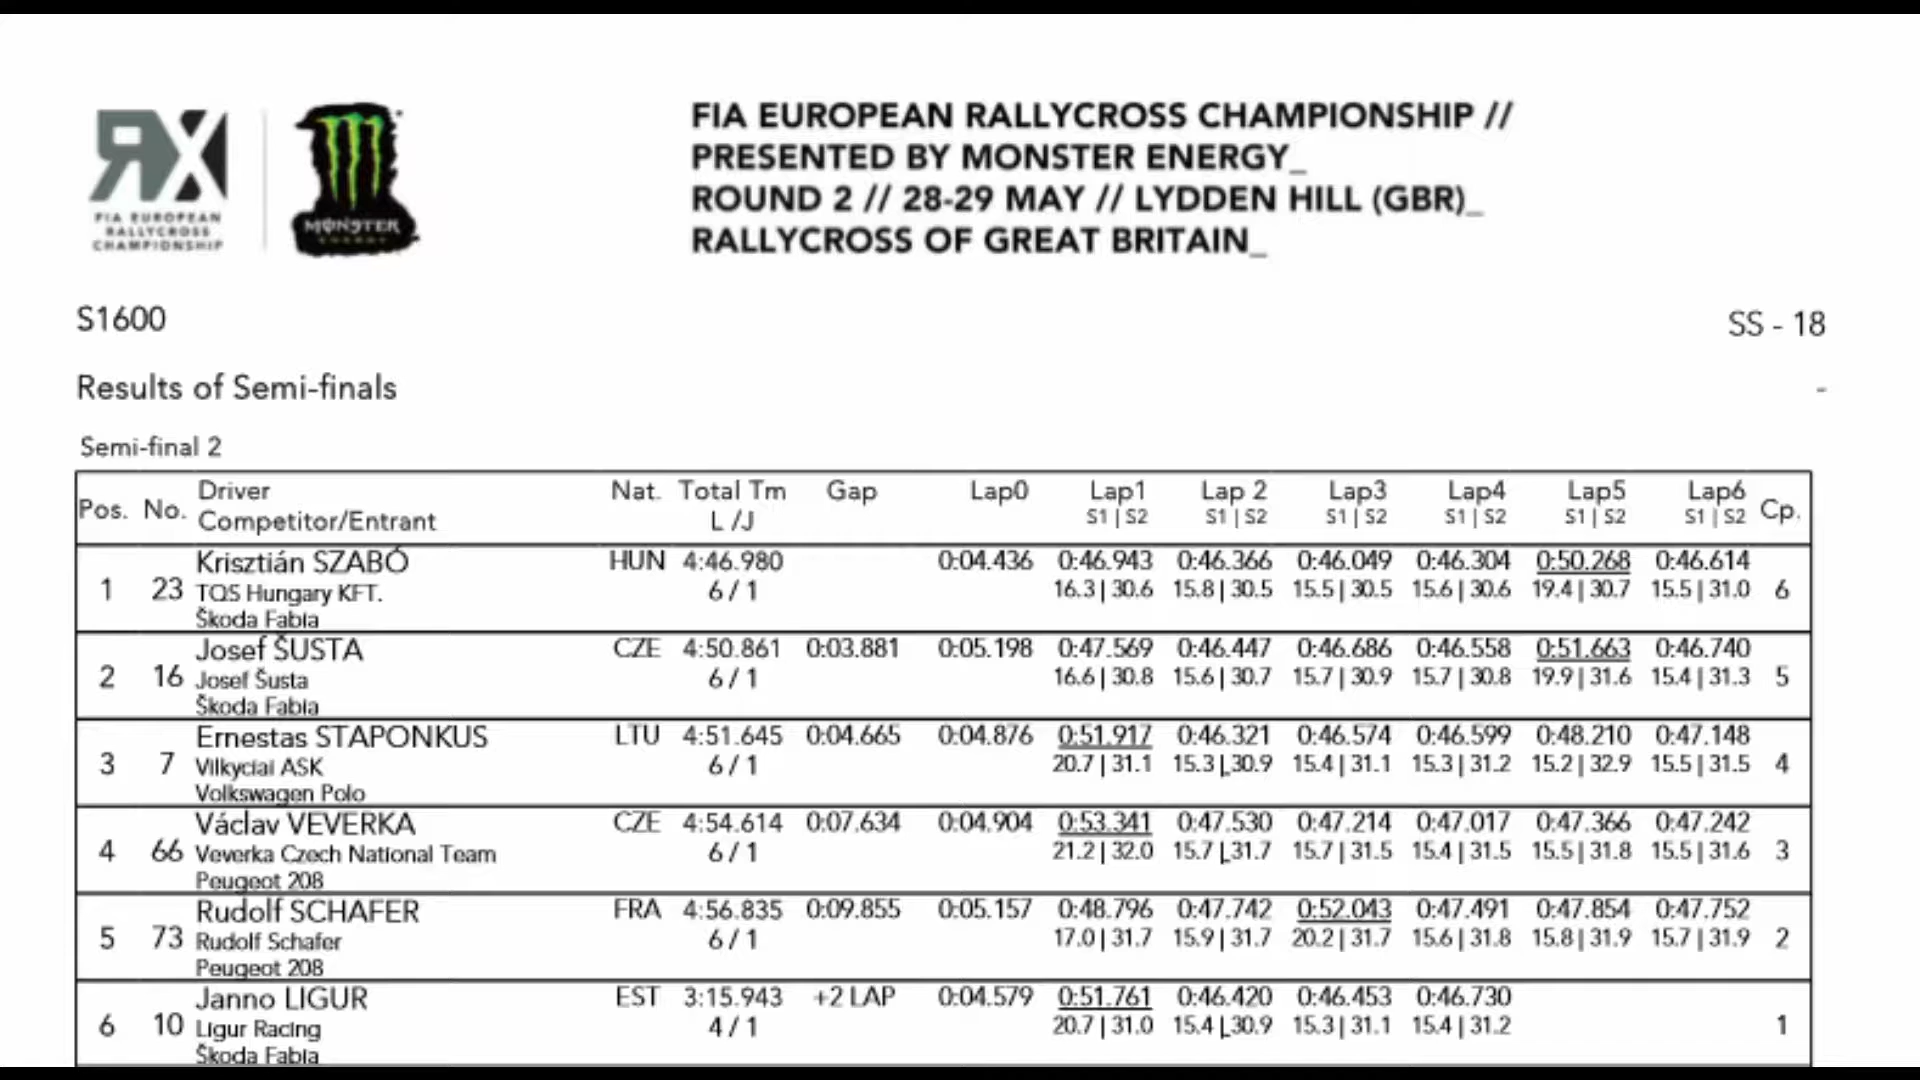 RX
FIA EUROPEAN
RALLYCROSS
CHAMPIONSHIP
MONSTER
ENERGY
FIA EUROPEAN RALLYCROSS CHAMPIONSHIP //
PRESENTED BY MONSTER ENERGY_
ROUND 2 // 28-29 MAY // LYDDEN HILL (GBR)_
RALLYCROSS OF GREAT BRITAIN_
S1600 SS - 18
Results of Semi-finals -
Semi-final 2
Pos. No. Driver Nat. Total Tm Gap Lap0 Lap1 Lap 2 Lap3 Lap4 Lap5 Lap6 Cp.
Competitor/Entrant L /J S1 | S2 S1 | S2 S1 | S2 S1 | S2 S1 | S2 S1 | S2
Krisztián SZABÓ HUN 4:46.980 0:04.436 0:46.943 0:46.366 0:46.049 0:46.304 0:50.268 0:46.614
1 23 TQS Hungary KFT. 6 / 1 16.3 | 30.6 15.8 | 30.5 15.5 | 30.5 15.6 | 30.6 19.4 | 30.7 15.5 | 31.0 6
Škoda Fabia
Josef ŠUSTA CZE 4:50.861 0:03.881 0:05.198 0:47.569 0:46.447 0:46.686 0:46.558 0:51.663 0:46.740
2 16 Josef Šusta 6 / 1 16.6 | 30.8 15.6 | 30.7 15.7 | 30.9 15.7 | 30.8 19.9 | 31.6 15.4 | 31.3 5
Škoda Fabia
Ernestas STAPONKUS LTU 4:51.645 0:04.665 0:04.876 0:51.917 0:46.321 0:46.574 0:46.599 0:48.210 0:47.148
3 7 Vilkyciai ASK 6 / 1 20.7 | 31.1 15.3 | 30.9 15.4 | 31.1 15.3 | 31.2 15.2 | 32.9 15.5 | 31.5 4
Volkswagen Polo
Václav VEVERKA CZE 4:54.614 0:07.634 0:04.904 0:53.341 0:47.530 0:47.214 0:47.017 0:47.366 0:47.242
4 66 Veverka Czech National Team 6 / 1 21.2 | 32.0 15.7 | 31.7 15.7 | 31.5 15.4 | 31.5 15.5 | 31.8 15.5 | 31.6 3
Peugeot 208
Rudolf SCHAFER FRA 4:56.835 0:09.855 0:05.157 0:48.796 0:47.742 0:52.043 0:47.491 0:47.854 0:47.752
5 73 Rudolf Schafer 6 / 1 17.0 | 31.7 15.9 | 31.7 20.2 | 31.7 15.6 | 31.8 15.8 | 31.9 15.7 | 31.9 2
Peugeot 208
Janno LIGUR EST 3:15.943 +2 LAP 0:04.579 0:51.761 0:46.420 0:46.453 0:46.730
6 10 Ligur Racing 4 / 1 20.7 | 31.0 15.4 | 30.9 15.3 | 31.1 15.4 | 31.2 1
Škoda Fabia